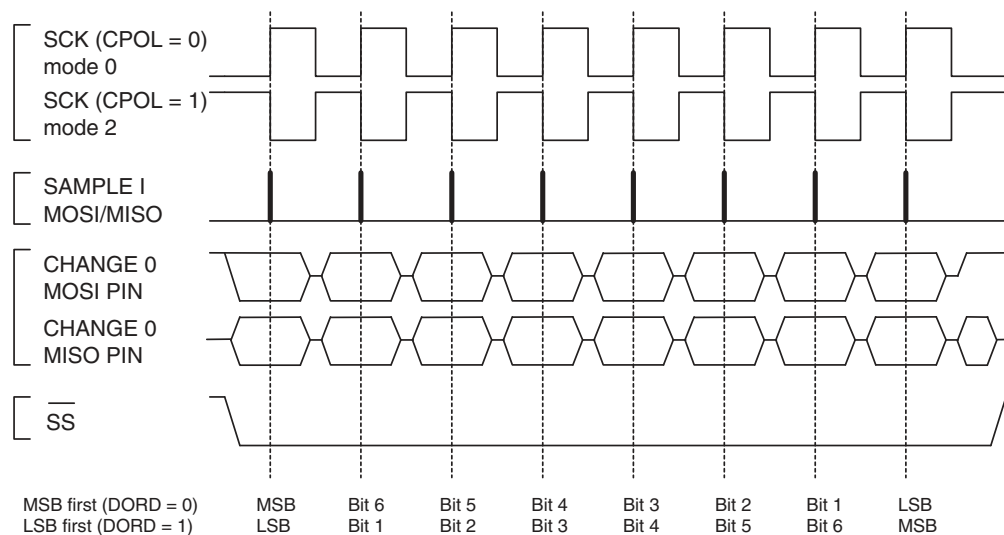 SCK (CPOL = 0)
mode 0
SCK (CPOL = 1)
mode 2
SAMPLE I
MOSI/MISO
CHANGE 0
MOSI PIN
CHANGE 0
MISO PIN
SS
MSB first (DORD = 0) MSB Bit 6 Bit 5 Bit 4 Bit 3 Bit 2 Bit 1 LSB
LSB first (DORD = 1) LSB Bit 1 Bit 2 Bit 3 Bit 4 Bit 5 Bit 6 MSB